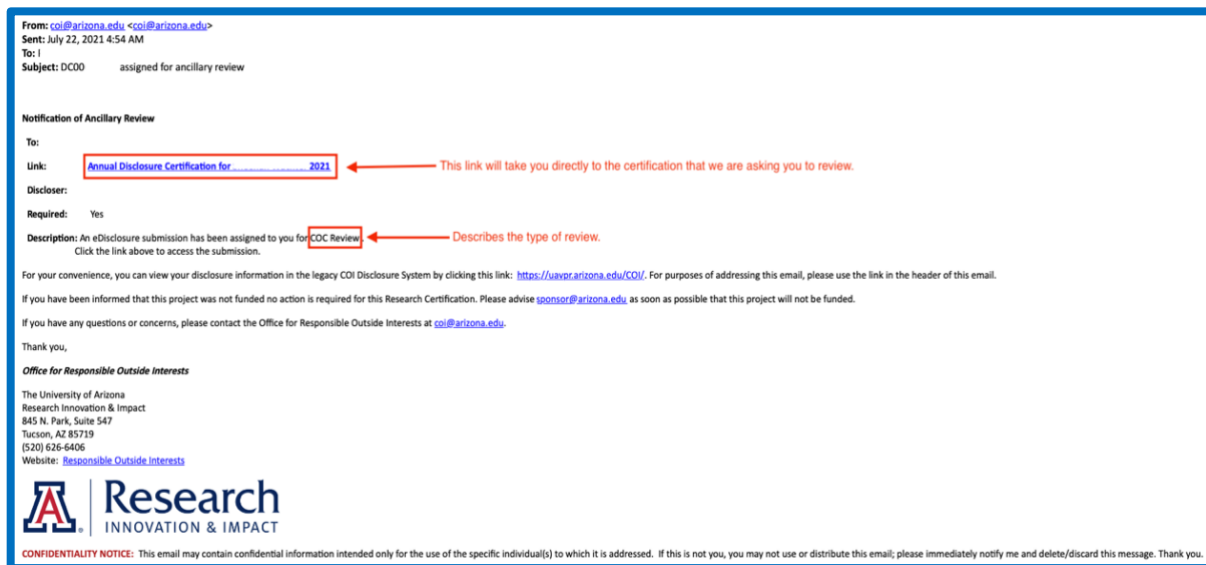 From: coi@arizona.edu <coi@arizona.edu>
Sent: July 22, 2021 4:54 AM
To: I
Subject: DC00 assigned for ancillary review
Notification of Ancillary Review
To:
Link: Annual Disclosure Certification for 2021
This link will take you directly to the certification that we are asking you to review.
Discloser:
Required: Yes
Description: An eDisclosure submission has been assigned to you for COC Review.
Describes the type of review.
Click the link above to access the submission.
For your convenience, you can view your disclosure information in the legacy COI Disclosure System by clicking this link: https://uavpr.arizona.edu/COI/. For purposes of addressing this email, please use the link in the header of this email.
If you have been informed that this project was not funded no action is required for this Research Certification. Please advise sponsor@arizona.edu as soon as possible that this project will not be funded.
If you have any questions or concerns, please contact the Office for Responsible Outside Interests at coi@arizona.edu.
Thank you,
Office for Responsible Outside Interests
The University of Arizona
Research Innovation & Impact
845 N. Park, Suite 547
Tucson, AZ 85719
(520) 626-6406
Website: Responsible Outside Interests
A
Research
INNOVATION & IMPACT
CONFIDENTIALITY NOTICE: This email may contain confidential information intended only for the use of the specific individual(s) to which it is addressed. If this is not you, you may not use or distribute this email; please immediately notify me and delete/discard this message. Thank you.